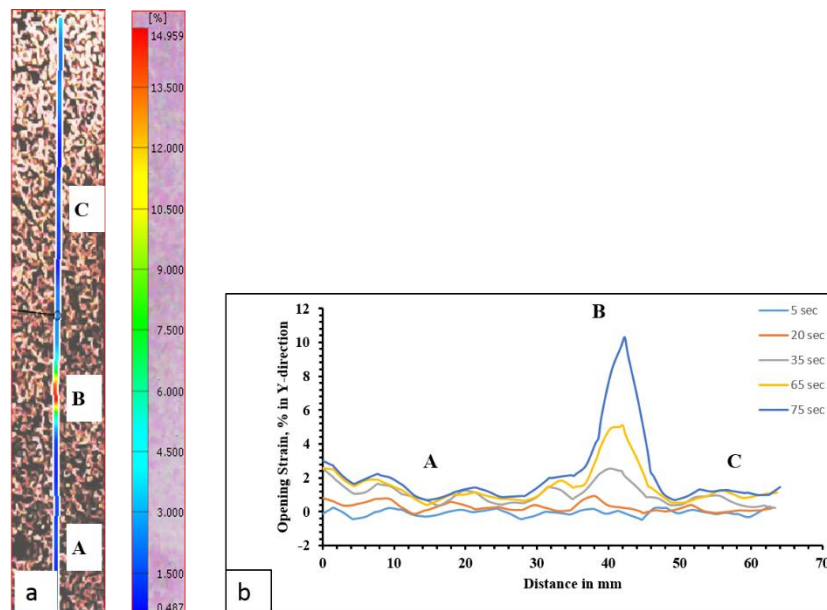 [%]
14.959
13.500
12.000
10.500
9.000
7.500
6.000
4.500
3.000
1.500
0.487
C
B
A
a
12
10
8
6
4
2
0
-2
Opening Strain, % in Y-direction
0
10
20
30
40
50
60
70
Distance in mm
A
B
C
5 sec
20 sec
35 sec
65 sec
75 sec
b